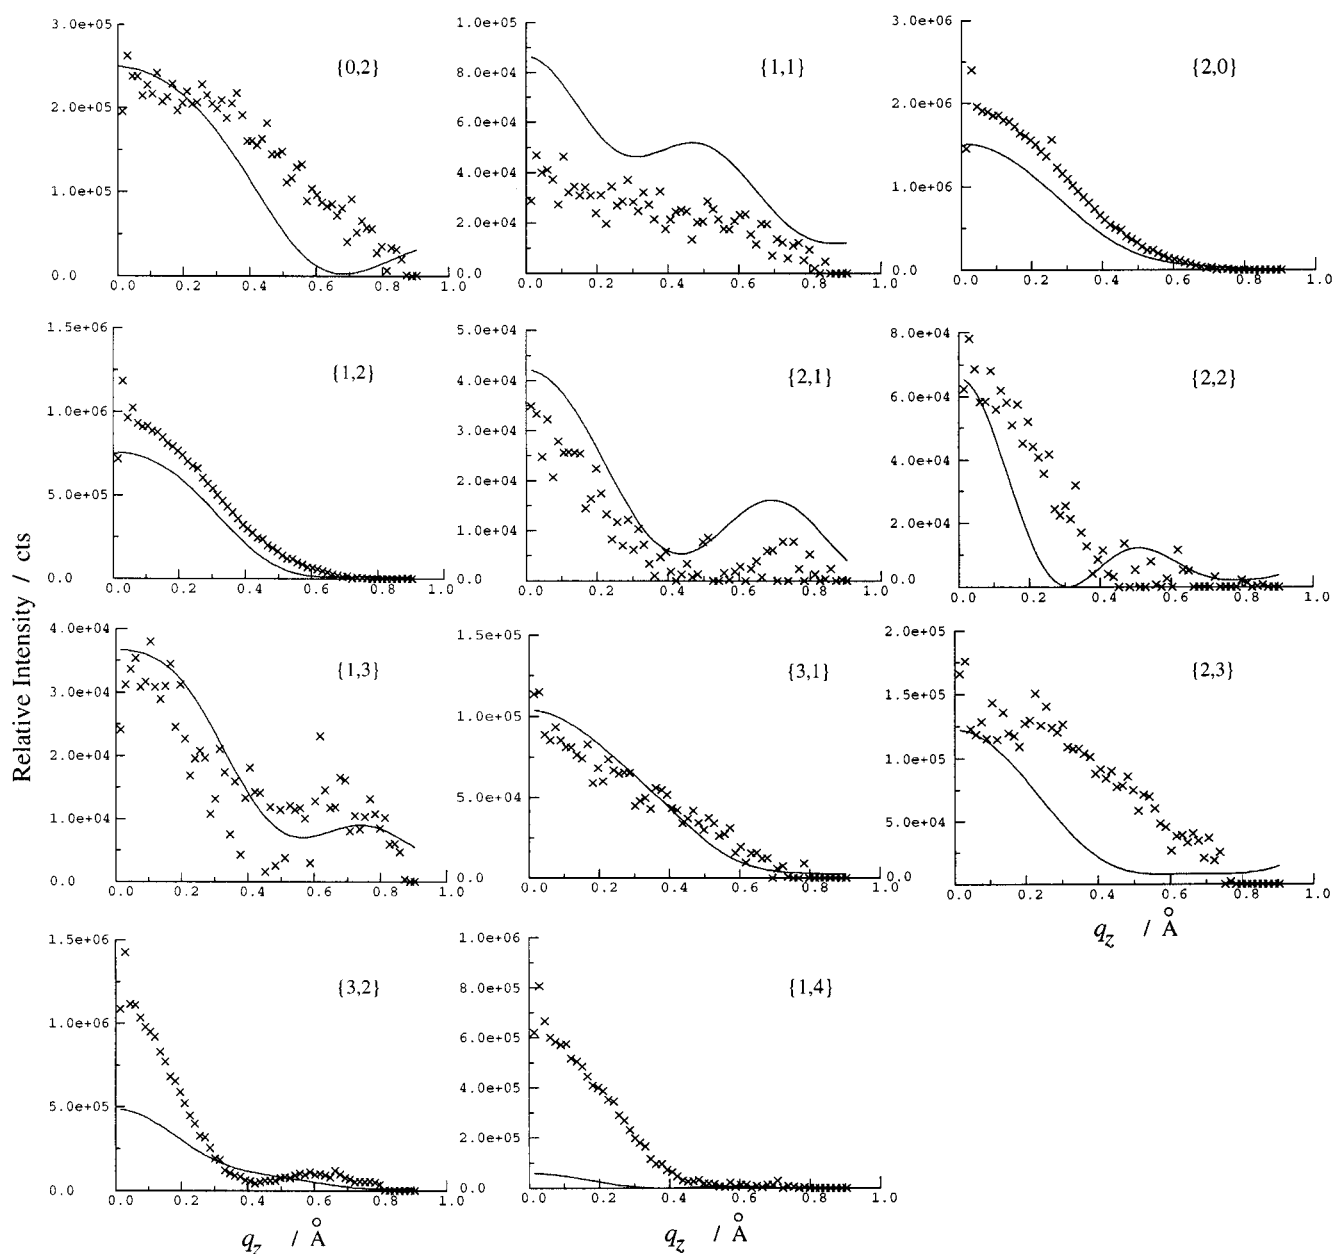 Relative Intensity / cts
{0,2}
3.0e+05
2.0e+05
1.0e+05
0.0
0.0 0.2 0.4 0.6 0.8 1.0
{1,1}
1.0e+05
8.0e+04
6.0e+04
4.0e+04
2.0e+04
0.0
0.0 0.2 0.4 0.6 0.8 1.0
{2,0}
3.0e+06
2.0e+06
1.0e+06
0.0
0.0 0.2 0.4 0.6 0.8 1.0
{1,2}
1.5e+06
1.0e+06
5.0e+05
0.0
0.0 0.2 0.4 0.6 0.8 1.0
{2,1}
5.0e+04
4.0e+04
3.0e+04
2.0e+04
1.0e+04
0.0
0.0 0.2 0.4 0.6 0.8 1.0
{2,2}
8.0e+04
6.0e+04
4.0e+04
2.0e+04
0.0
0.0 0.2 0.4 0.6 0.8 1.0
{1,3}
4.0e+04
3.0e+04
2.0e+04
1.0e+04
0.0
0.0 0.2 0.4 0.6 0.8 1.0
{3,1}
1.5e+05
1.0e+05
5.0e+04
0.0
0.0 0.2 0.4 0.6 0.8 1.0
{2,3}
2.0e+05
1.5e+05
1.0e+05
5.0e+04
0.0
0.0 0.2 0.4 0.6 0.8 1.0
q_z / Å
{3,2}
1.5e+06
1.0e+06
5.0e+05
0.0
0.0 0.2 0.4 0.6 0.8 1.0
q_z / Å
{1,4}
1.0e+06
8.0e+05
6.0e+05
4.0e+05
2.0e+05
0.0
0.0 0.2 0.4 0.6 0.8 1.0
q_z / Å